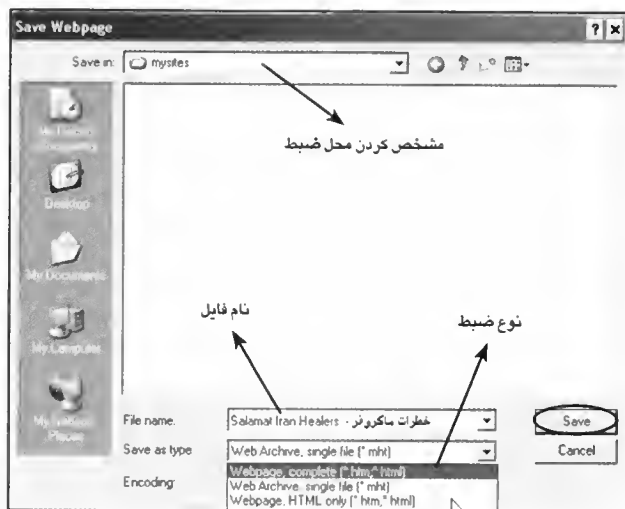 Save Webpage
Save in:
mysites
مشخص کردن محل ضبط
Desktop
My Documents
My Computer
نام فایل
نوع ضبط
File name:
Salamat Iran Healers - خطرات ماکروفر
Save
Save as type
Web Archive, single file (*.mht)
Cancel
Webpage, complete (*.htm,*.html)
Encoding:
Web Archive, single file (*.mht)
Webpage, HTML only (*.htm,*.html)